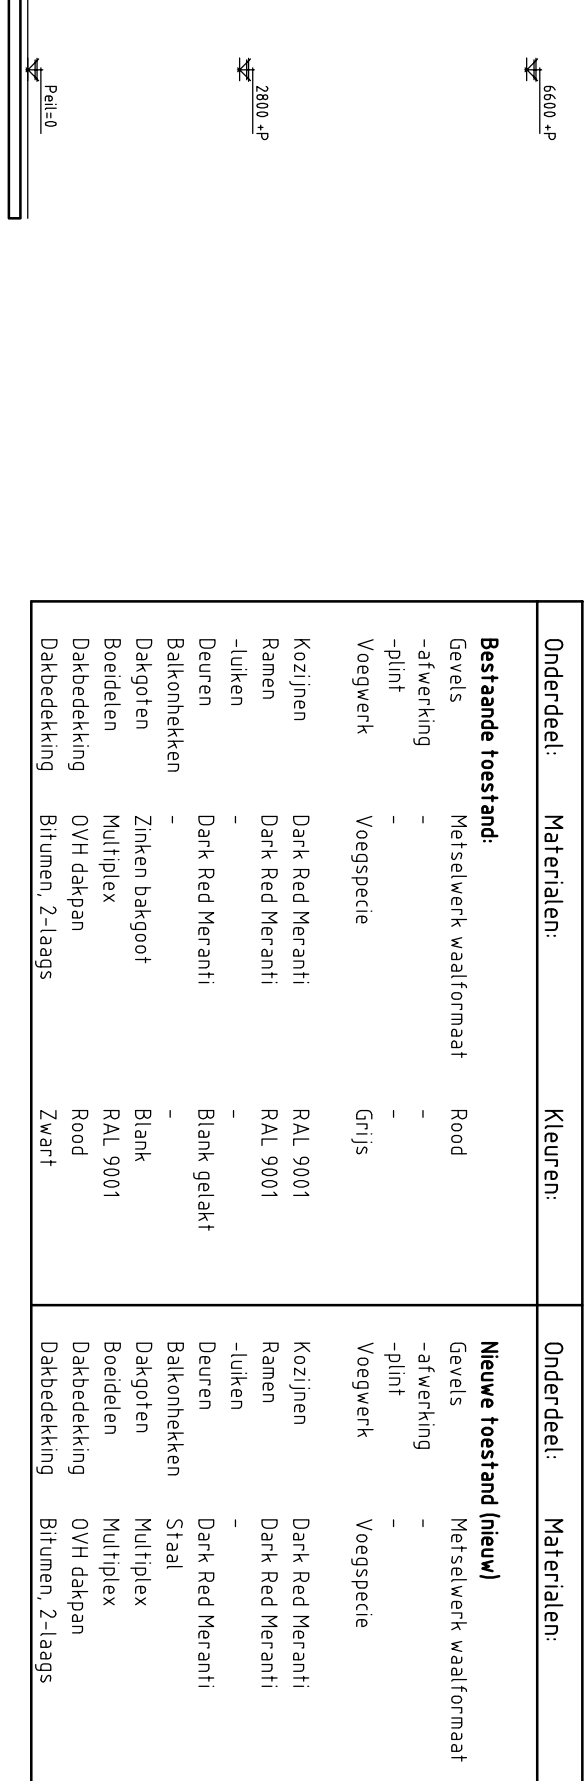 6600 +P
2800 +P
Peil=0
Onderdeel: Materialen: Kleuren: Onderdeel: Materialen:
Bestaande toestand: Nieuwe toestand (nieuw)
Gevels Metselwerk waalformaat Rood Gevels Metselwerk waalformaat
-afwerking - - -afwerking -
-plint - - -plint -
Voegwerk Voegspecie Grijs Voegwerk Voegspecie
Kozijnen Dark Red Meranti RAL 9001 Kozijnen Dark Red Meranti
Ramen Dark Red Meranti RAL 9001 Ramen Dark Red Meranti
-luiken - - -luiken -
Deuren Dark Red Meranti Blank gelakt Deuren Dark Red Meranti
Balkonhekken - - Balkonhekken Staal
Dakgoten Zinken bakgoot Blank Dakgoten Multiplex
Boeidelen Multiplex RAL 9001 Boeidelen Multiplex
Dakbedekking OVH dakpan Rood Dakbedekking OVH dakpan
Dakbedekking Bitumen, 2-laags Zwart Dakbedekking Bitumen, 2-laags